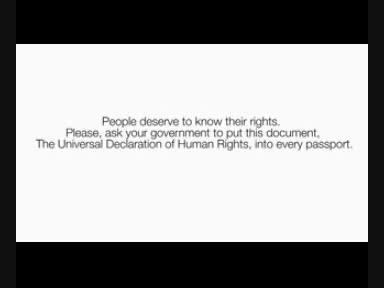 People deserve to know their rights.
Please, ask your government to put this document,
The Universal Declaration of Human Rights, into every passport.